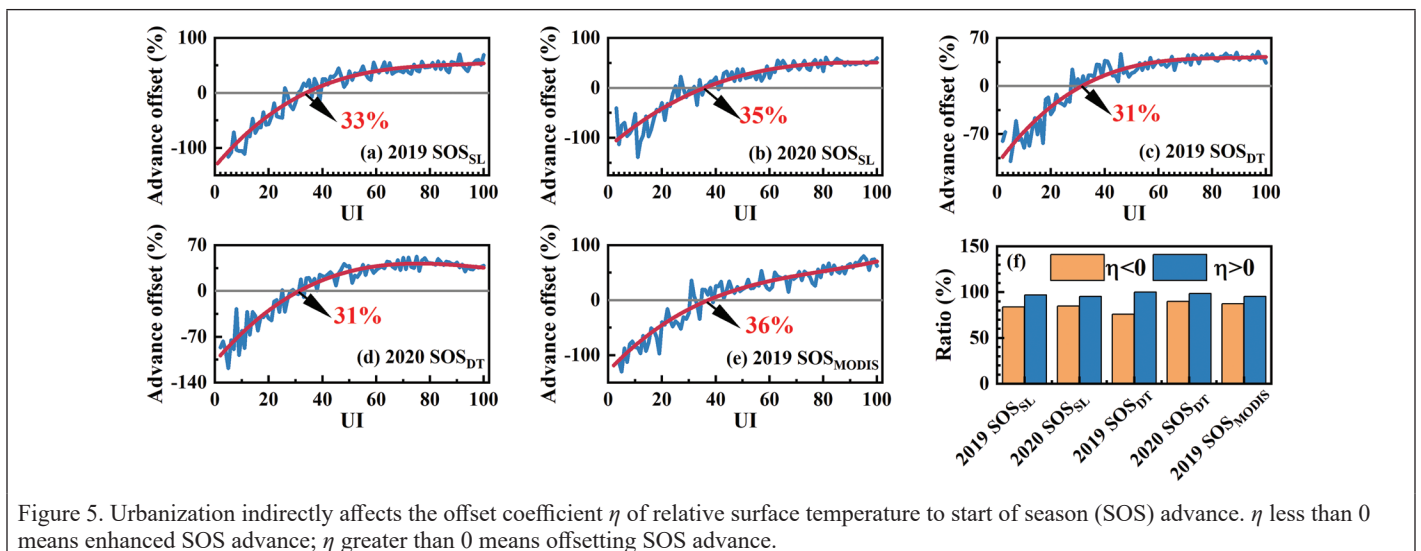 Advance offset (%)
100
0
-100
0 20 40 60 80 100
UI
33%
(a) 2019 SOSSL
Advance offset (%)
100
0
-100
0 20 40 60 80 100
UI
35%
(b) 2020 SOSSL
Advance offset (%)
70
0
-70
0 20 40 60 80 100
UI
31%
(c) 2019 SOSDT
Advance offset (%)
70
0
-70
-140
0 20 40 60 80 100
UI
31%
(d) 2020 SOSDT
Advance offset (%)
100
0
-100
0 20 40 60 80 100
UI
36%
(e) 2019 SOSMODIS
Ratio (%)
150
100
50
0
(f)
η<0 η>0
2019 SOSSL
2020 SOSSL
2019 SOSDT
2020 SOSDT
2019 SOSMODIS
Figure 5. Urbanization indirectly affects the offset coefficient η of relative surface temperature to start of season (SOS) advance. η less than 0
means enhanced SOS advance; η greater than 0 means offsetting SOS advance.